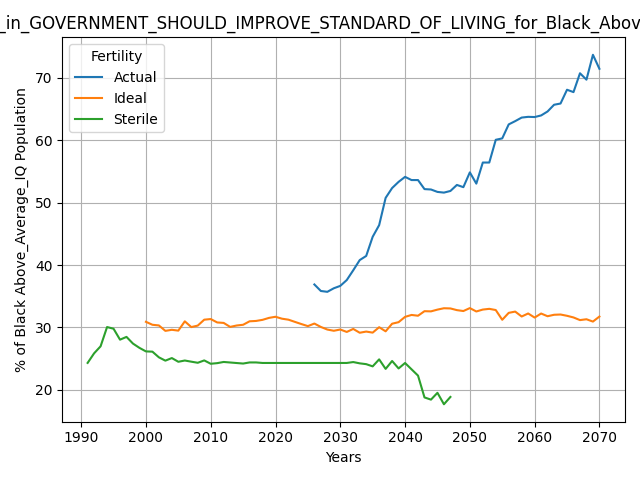 _in_GOVERNMENT_SHOULD_IMPROVE_STANDARD_OF_LIVING_for_Black_Abov
Fertility
Actual
Ideal
Sterile
% of Black Above_Average_IQ Population
70
60
50
40
30
20
1990 2000 2010 2020 2030 2040 2050 2060 2070
Years